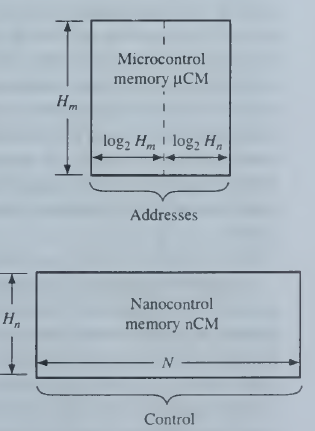 Microcontrol
memory μCM
H_m
log₂ H_m
log₂ H_n
Addresses
H_n
Nanocontrol
memory nCM
N
Control